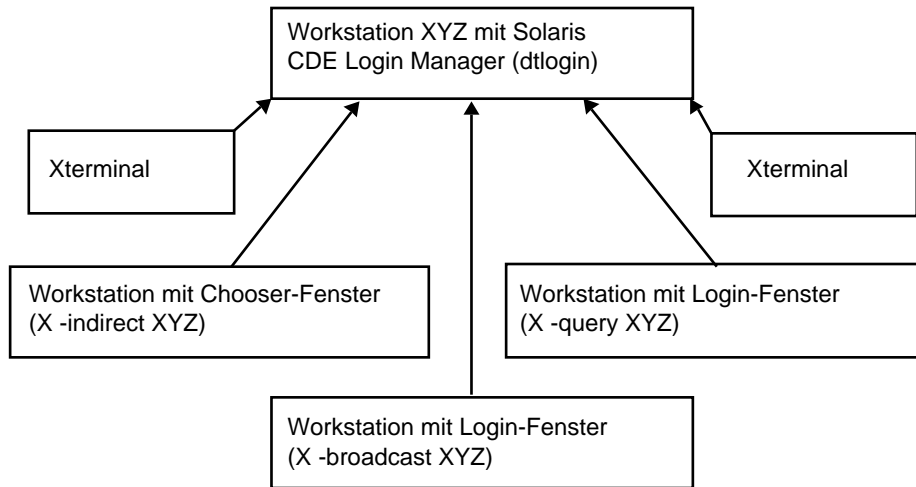 Workstation XYZ mit Solaris
CDE Login Manager (dtlogin)
Xterminal
Xterminal
Workstation mit Chooser-Fenster
(X -indirect XYZ)
Workstation mit Login-Fenster
(X -query XYZ)
Workstation mit Login-Fenster
(X -broadcast XYZ)